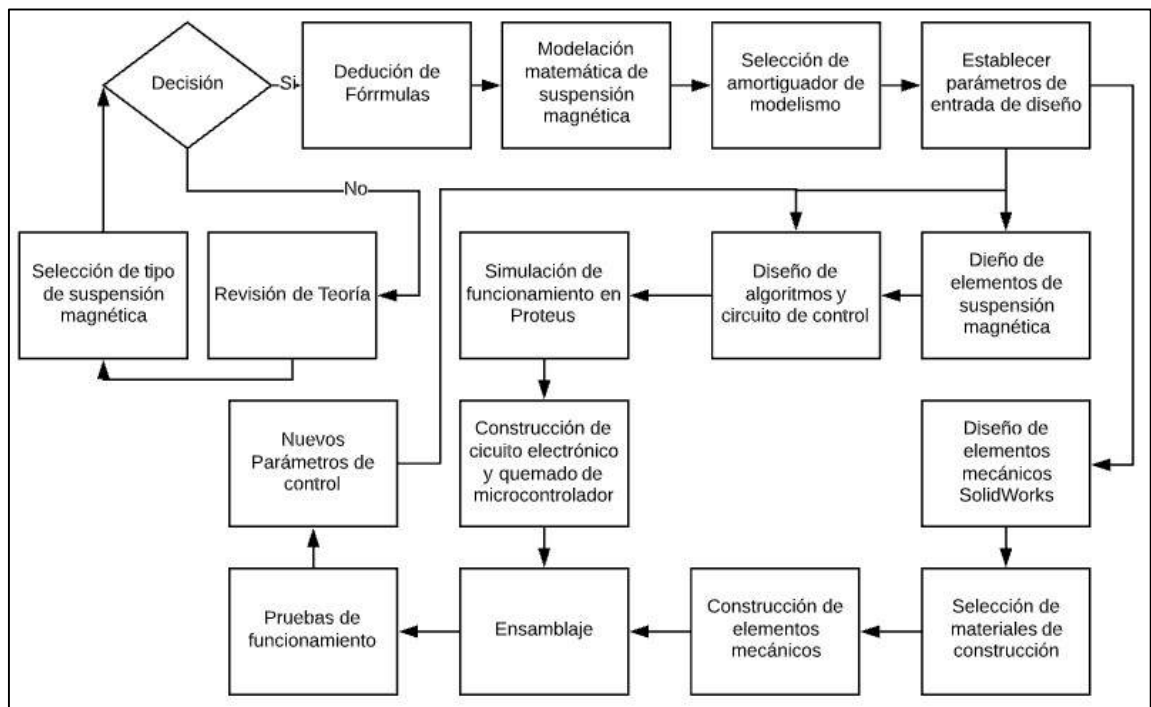 Decisión
Si
Dedución de
Fórrmulas
Modelación
matemática de
suspensión
magnética
Selección de
amortiguador de
modelismo
Establecer
parámetros de
entrada de diseño
No
Selección de tipo
de suspensión
magnética
Revisión de Teoría
Simulación de
funcionamiento en
Proteus
Diseño de
algoritmos y
circuito de control
Dieño de
elementos de
suspensión
magnética
Nuevos
Parámetros de
control
Construcción de
cicuito electrónico
y quemado de
microcontrolador
Diseño de
elementos
mecánicos
SolidWorks
Pruebas de
funcionamiento
Ensamblaje
Construcción de
elementos
mecánicos
Selección de
materiales de
construcción